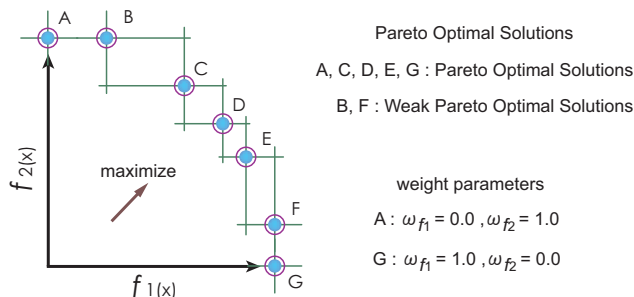 A
B
C
D
E
F
G
maximize
f2(x)
f1(x)
Pareto Optimal Solutions
A, C, D, E, G : Pareto Optimal Solutions
B, F : Weak Pareto Optimal Solutions
weight parameters
A : ωf1 = 0.0 , ωf2 = 1.0
G : ωf1 = 1.0 , ωf2 = 0.0